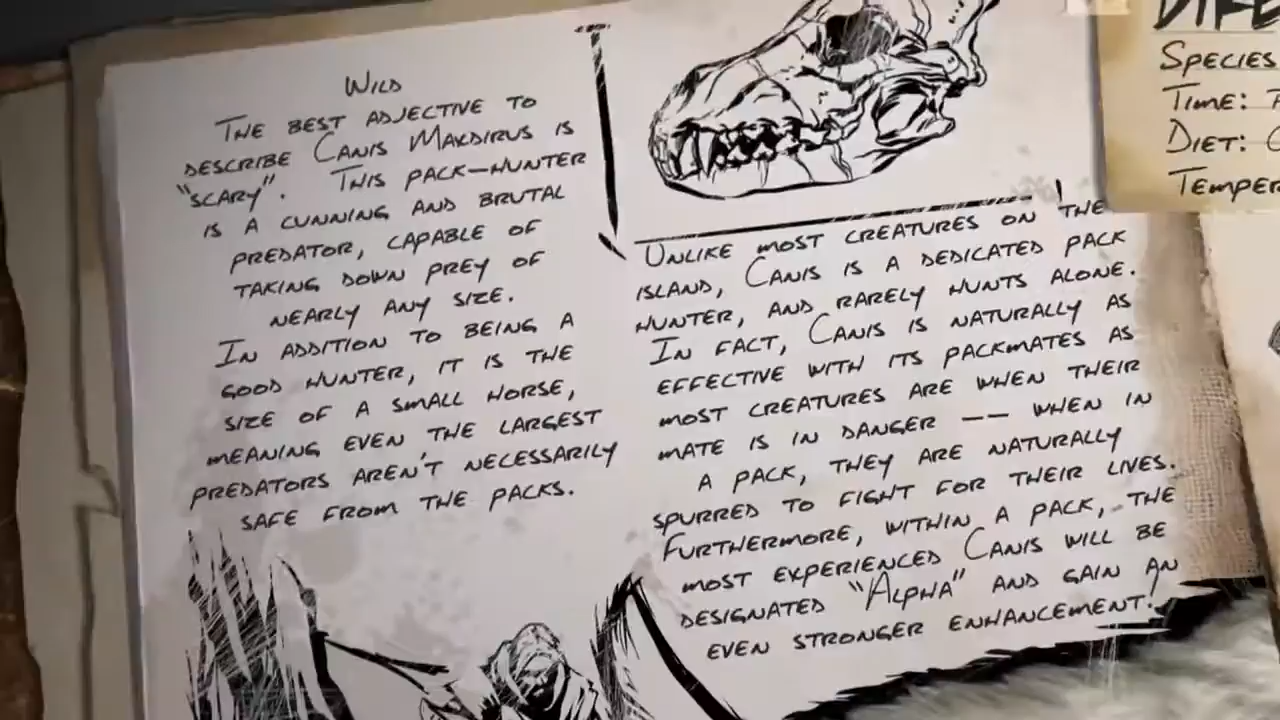 Wild
The best adjective to
describe Canis Maxdirus is
"scary". This pack-hunter
is a cunning and brutal
predator, capable of
taking down prey of
nearly any size.
In addition to being a
good hunter, it is the
size of a small horse,
meaning even the largest
predators aren't necessarily
safe from the packs.
Unlike most creatures on the
island, Canis is a dedicated pack
hunter, and rarely hunts alone.
In fact, Canis is naturally as
effective with its packmates as
most creatures are when their
mate is in danger -- when in
a pack, they are naturally
spurred to fight for their lives.
Furthermore, within a pack, the
most experienced Canis will be
designated "Alpha" and gain an
even stronger enhancement!
Species
Time:
Diet:
Temper